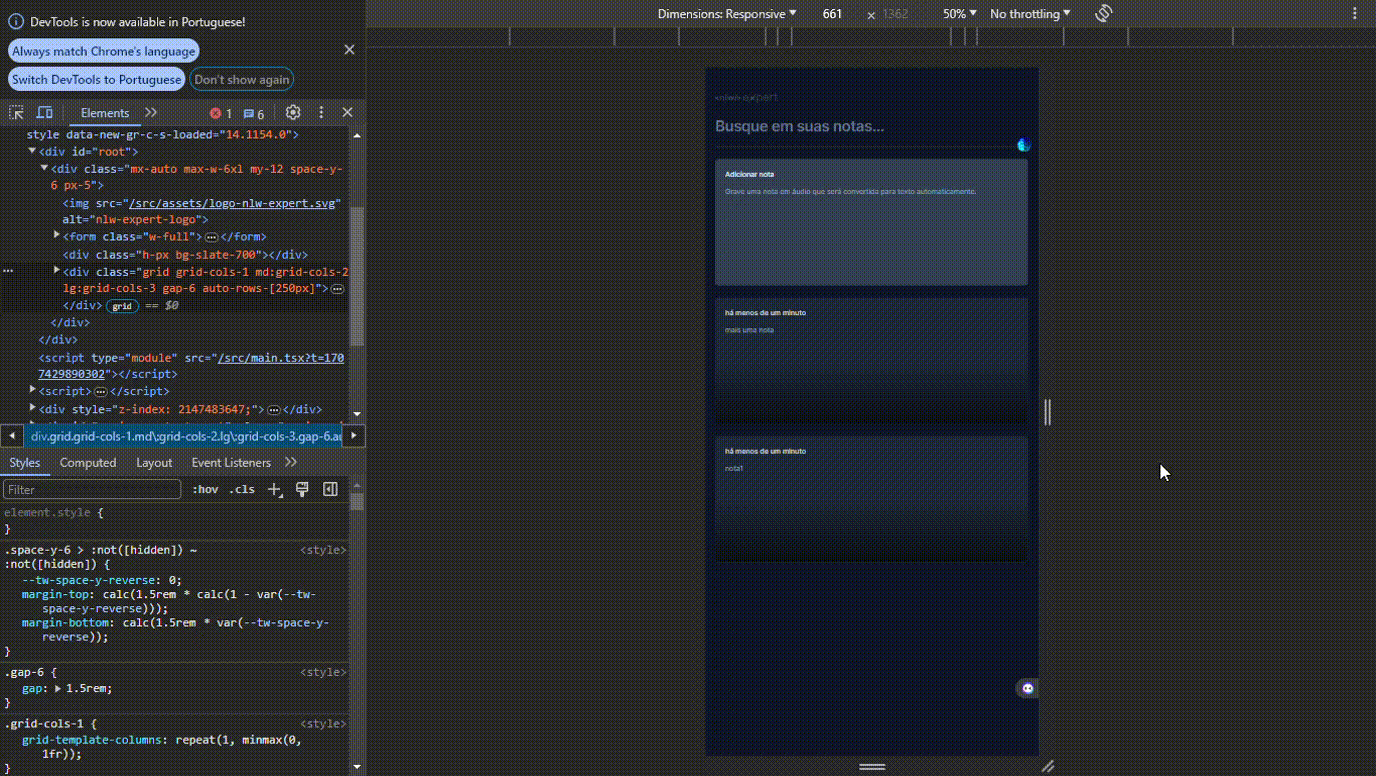 DevTools is now available in Portuguese!
Always match Chrome's language
Switch DevTools to Portuguese
Don't show again
Elements
1
6
style data-new-gr-c-s-loaded="14.1154.0">
<div id="root">
<div class="mx-auto max-w-6xl my-12 space-y-
6 px-5">
<img src="/src/assets/logo-nlw-expert.svg"
alt="nlw-expert-logo">
<form class="w-full"></form>
<div class="h-px bg-slate-700"></div>
<div class="grid grid-cols-1 md:grid-cols-2
lg:grid-cols-3 gap-6 auto-rows-[250px]">
</div> grid == $0
</div>
</div>
<script type="module" src="/src/main.tsx?t=170
7429890302"></script>
<script></script>
<div style="z-index: 2147483647;"></div>
div.grid.grid-cols-1.md\:grid-cols-2.lg\:grid-cols-3.gap-6.au
Styles
Computed
Layout
Event Listeners
Filter
:hov
.cls
element.style {
}
.space-y-6 > :not([hidden]) ~
:not([hidden]) {
<style>
--tw-space-y-reverse: 0;
margin-top: calc(1.5rem * calc(1 - var(--tw-
space-y-reverse)));
margin-bottom: calc(1.5rem * var(--tw-space-y-
reverse));
}
.gap-6 {
<style>
gap: 1.5rem;
}
.grid-cols-1 {
<style>
grid-template-columns: repeat(1, minmax(0,
1fr));
}
Dimensions: Responsive
661
x
1362
50%
No throttling
nlw expert
Busque em suas notas...
Adicionar nota
Grave uma nota em áudio que será convertida para texto automaticamente.
há menos de um minuto
mais uma nota
há menos de um minuto
nota1